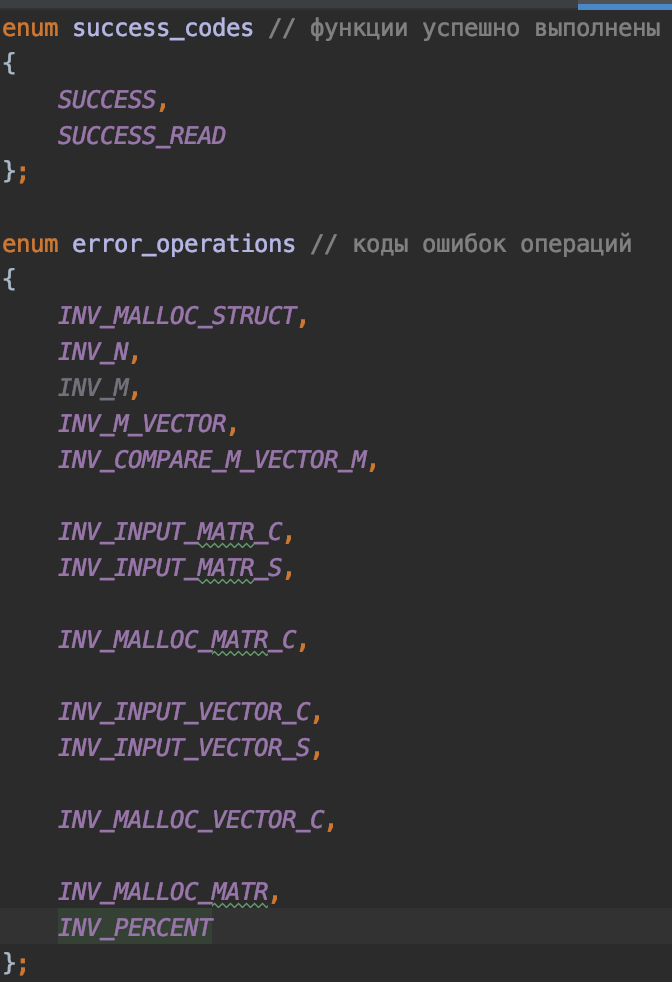 enum success_codes // функции успешно выполнены
{
    SUCCESS,
    SUCCESS_READ
};

enum error_operations // коды ошибок операций
{
    INV_MALLOC_STRUCT,
    INV_N,
    INV_M,
    INV_M_VECTOR,
    INV_COMPARE_M_VECTOR_M,

    INV_INPUT_MATR_C,
    INV_INPUT_MATR_S,

    INV_MALLOC_MATR_C,

    INV_INPUT_VECTOR_C,
    INV_INPUT_VECTOR_S,

    INV_MALLOC_VECTOR_C,

    INV_MALLOC_MATR,
    INV_PERCENT
};